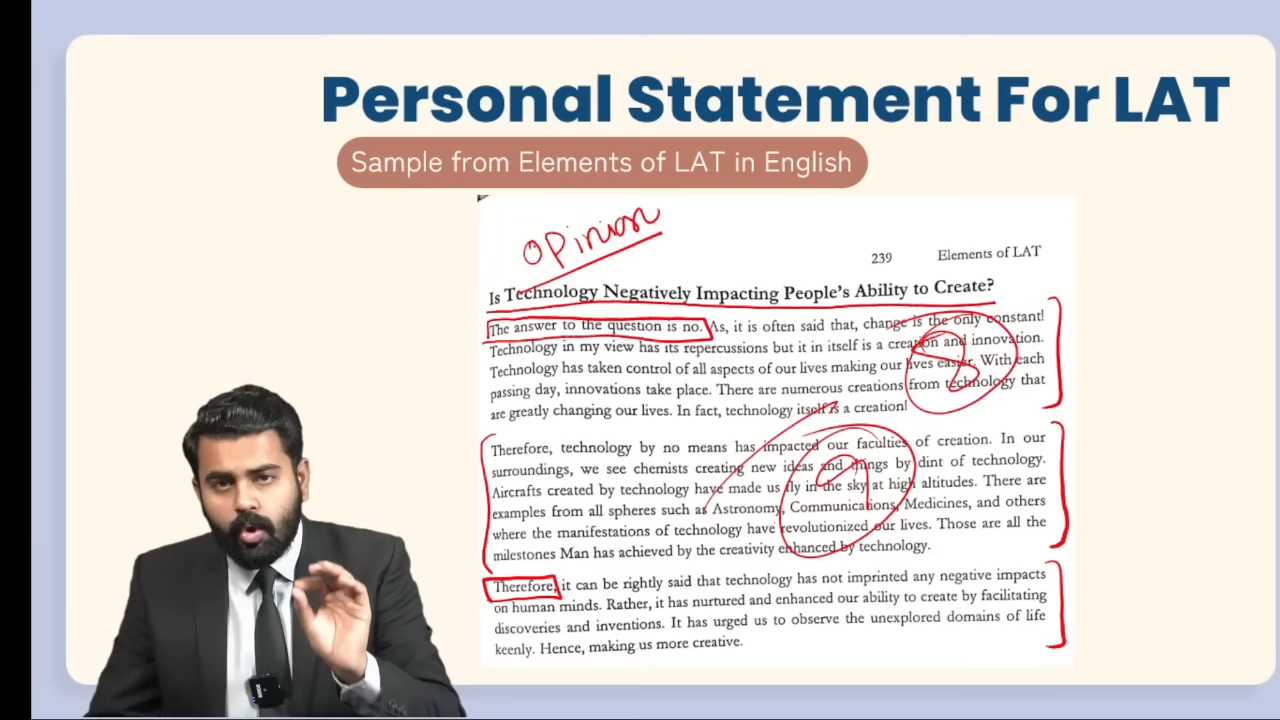 Personal Statement For LAT
Sample from Elements of LAT in English
Opinion
239 Elements of LAT
Is Technology Negatively Impacting People's Ability to Create?
The answer to the question is no. As, it is often said that, change is the only constant!
Technology in my view has its repercussions but it in itself is a creation and innovation.
Technology has taken control of all aspects of our lives making our lives easier. With each
passing day, innovations take place. There are numerous creations from technology that
are greatly changing our lives. In fact, technology itself is a creation!
8
Therefore, technology by no means has impacted our faculties of creation. In our
surroundings, we see chemists creating new ideas and things by dint of technology.
Aircrafts created by technology have made us fly in the sky at high altitudes. There are
examples from all spheres such as Astronomy, Communications, Medicines, and others
where the manifestations of technology have revolutionized our lives. Those are all the
milestones Man has achieved by the creativity enhanced by technology.
9
Therefore, it can be rightly said that technology has not imprinted any negative impacts
on human minds. Rather, it has nurtured and enhanced our ability to create by facilitating
discoveries and inventions. It has urged us to observe the unexplored domains of life
keenly. Hence, making us more creative.